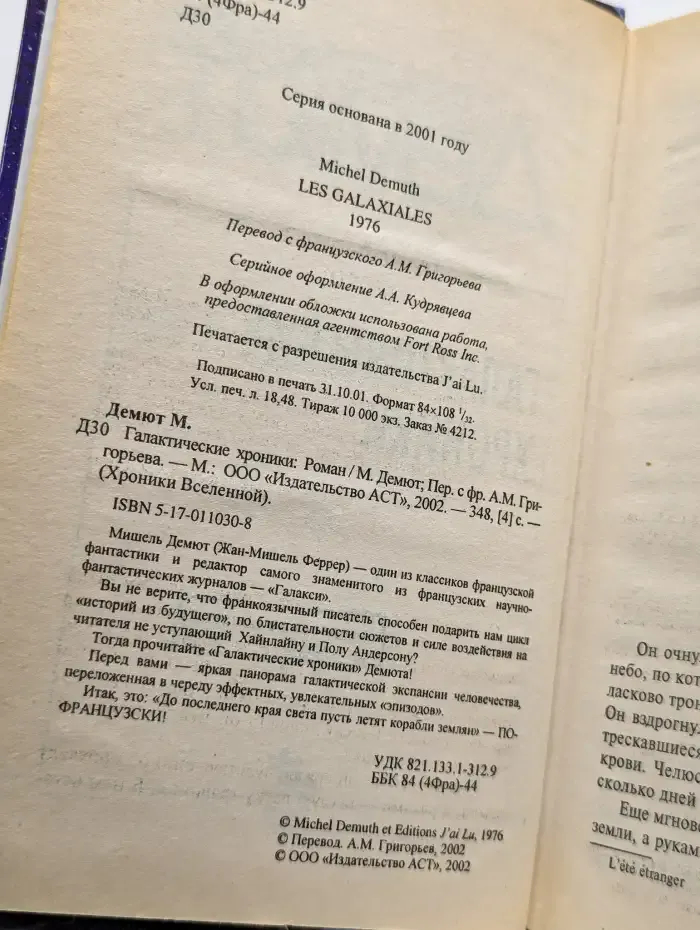 (4Фра)-44
Д30
Серия основана в 2001 году
Michel Demuth
LES GALAXIALES
1976
Перевод с французского А.М. Григорьева
Серийное оформление А.А. Кудрявцева
В оформлении обложки использована работа,
предоставленная агентством Fort Ross Inc.
Печатается с разрешения издательства J'ai Lu.
Подписано в печать 31.10.01. Формат 84×108 1/32.
Усл. печ. л. 18,48. Тираж 10 000 экз. Заказ № 4212.
Демют М.
Д30 Галактические хроники: Роман / М. Демют; Пер. с фр. А.М. Гри-
горьева. — М.: ООО «Издательство АСТ», 2002. — 348, [4] с. —
(Хроники Вселенной).
ISBN 5-17-011030-8
Мишель Демют (Жан-Мишель Феррер) — один из классиков французской
фантастики и редактор самого знаменитого из французских научно-
фантастических журналов — «Галакси».
Вы не верите, что франкоязычный писатель способен подарить нам цикл
«историй из будущего», по блистательности сюжетов и силе воздействия на
читателя не уступающий Хайнлайну и Полу Андерсону?
Тогда прочитайте «Галактические хроники» Демюта!
Перед вами — яркая панорама галактической экспансии человечества,
переложенная в череду эффектных, увлекательных «эпизодов».
Итак, это: «До последнего края света пусть летят корабли землян» — ПО-
ФРАНЦУЗСКИ!
УДК 821.133.1-312.9
ББК 84 (4Фра)-44
© Michel Demuth et Editions J'ai Lu, 1976
© Перевод. А.М. Григорьев, 2002
© ООО «Издательство АСТ», 2002
Он очну
небо, по кот
ласково трон
Он вздрогну.
трескавшиеся
крови. Челюс
сколько дней
Еще мгнове
земли, а рукам
L'été étranger